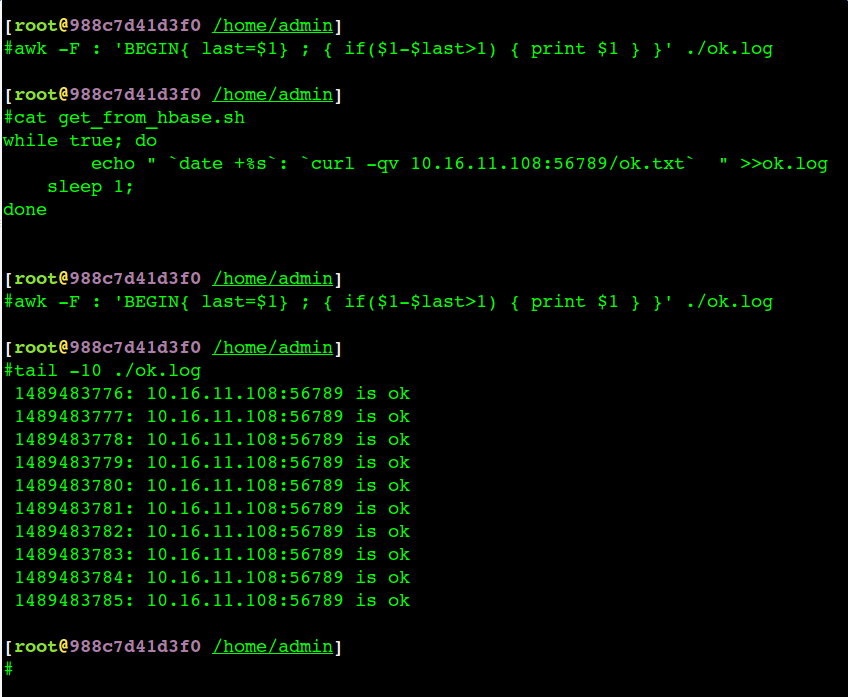 [root@988c7d41d3f0 /home/admin]
#awk -F : 'BEGIN{ last=$1} ; { if($1-$last>1) { print $1 } }' ./ok.log
[root@988c7d41d3f0 /home/admin]
#cat get_from_hbase.sh
while true; do
        echo " `date +%s`: `curl -qv 10.16.11.108:56789/ok.txt`  " >>ok.log
    sleep 1;
done
[root@988c7d41d3f0 /home/admin]
#awk -F : 'BEGIN{ last=$1} ; { if($1-$last>1) { print $1 } }' ./ok.log
[root@988c7d41d3f0 /home/admin]
#tail -10 ./ok.log
 1489483776: 10.16.11.108:56789 is ok
 1489483777: 10.16.11.108:56789 is ok
 1489483778: 10.16.11.108:56789 is ok
 1489483779: 10.16.11.108:56789 is ok
 1489483780: 10.16.11.108:56789 is ok
 1489483781: 10.16.11.108:56789 is ok
 1489483782: 10.16.11.108:56789 is ok
 1489483783: 10.16.11.108:56789 is ok
 1489483784: 10.16.11.108:56789 is ok
 1489483785: 10.16.11.108:56789 is ok
[root@988c7d41d3f0 /home/admin]
#